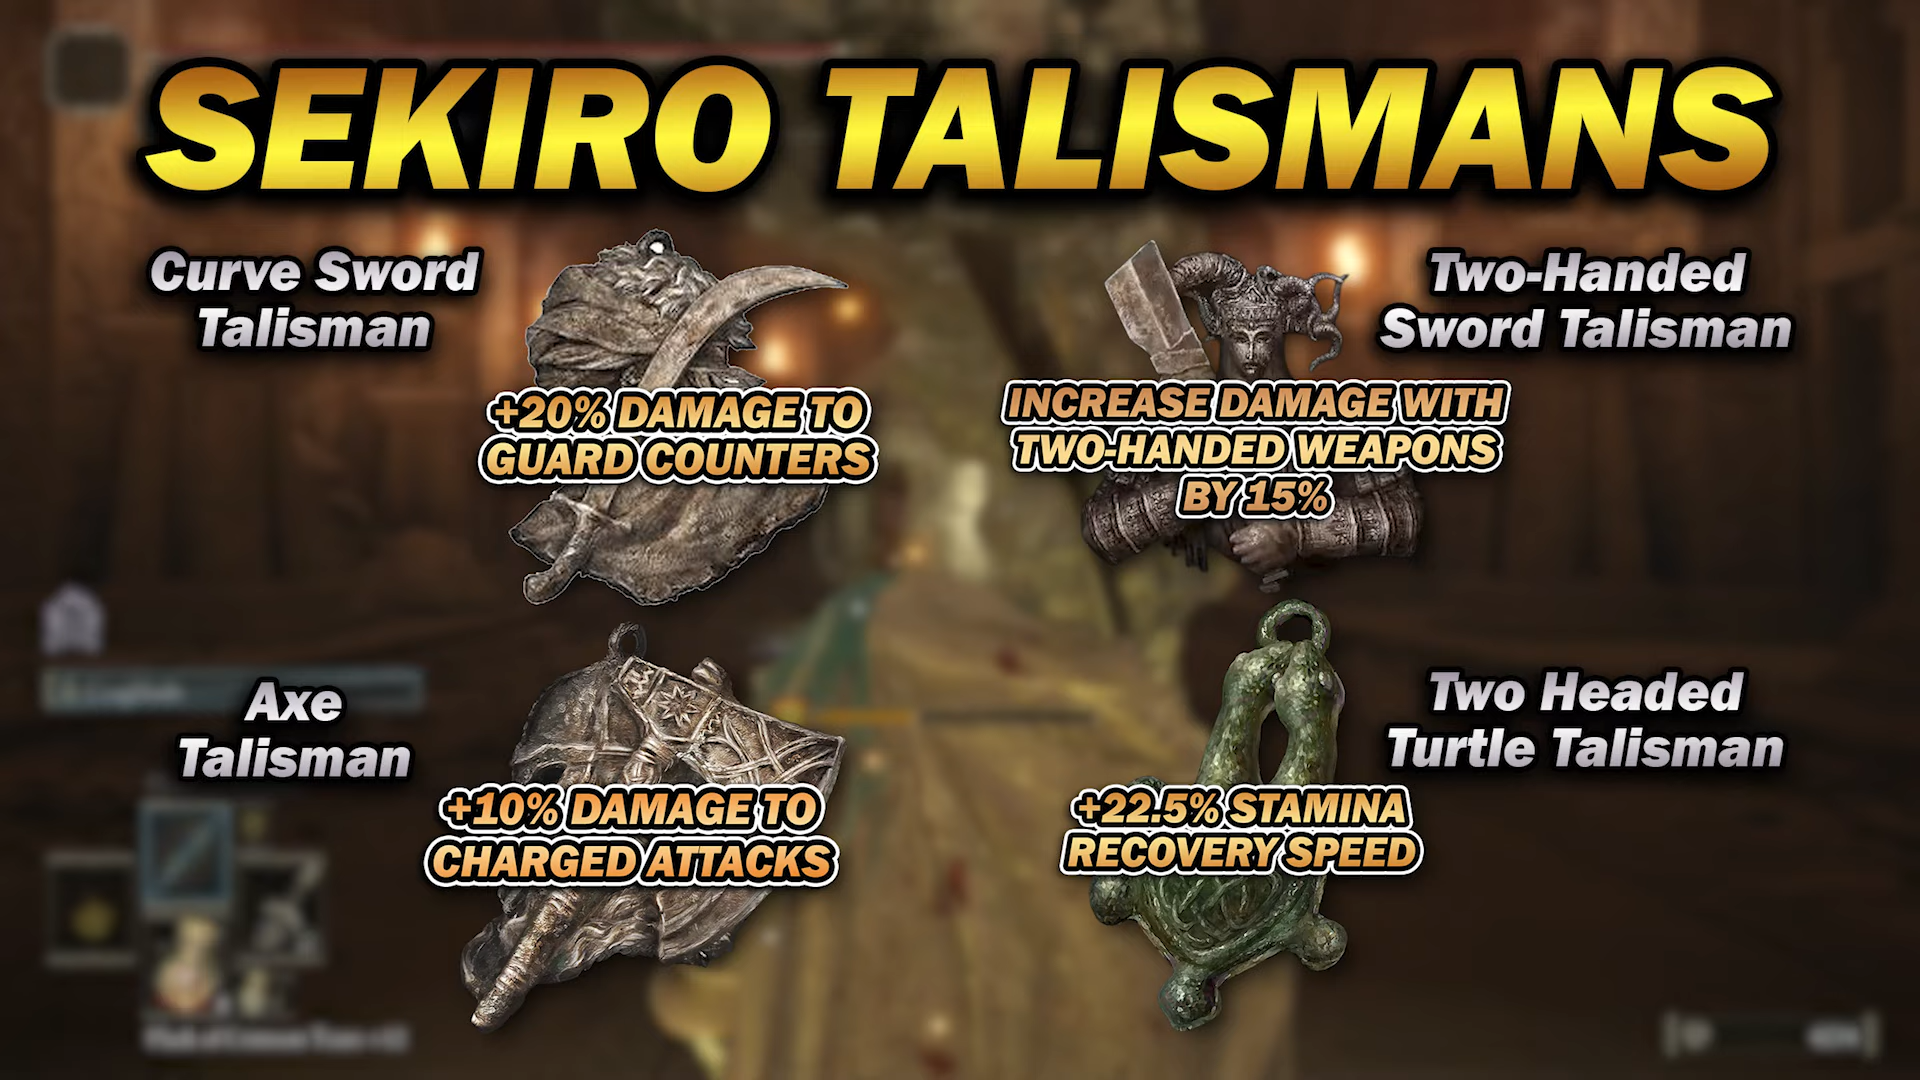 SEKIRO TALISMANS
Curve Sword
Talisman
+20% DAMAGE TO
GUARD COUNTERS
Two-Handed
Sword Talisman
INCREASE DAMAGE WITH
TWO-HANDED WEAPONS
BY 15%
Axe
Talisman
+10% DAMAGE TO
CHARGED ATTACKS
Two Headed
Turtle Talisman
+22.5% STAMINA
RECOVERY SPEED